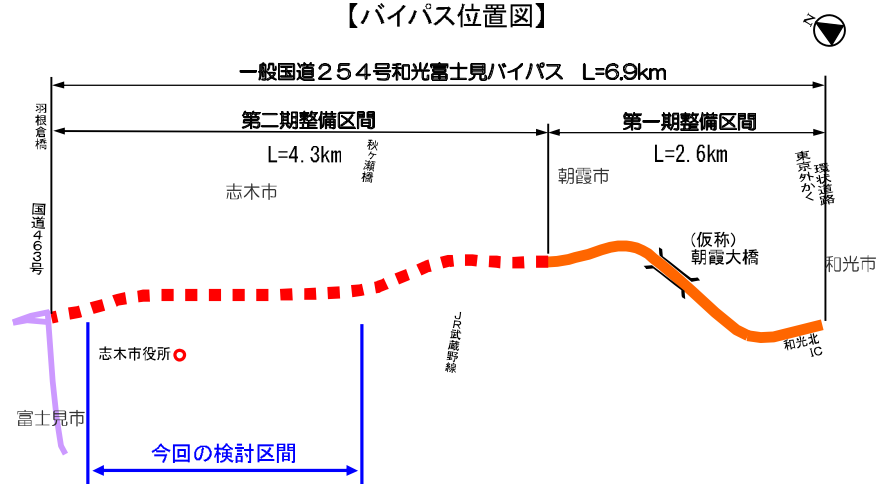 【バイパス位置図】
N
一般国道２５４号和光富士見バイパス　L=6.9km
第二期整備区間
第一期整備区間
L=4.3km
L=2.6km
羽根倉橋
秋ヶ瀬橋
東京外かく
環状道路
志木市
朝霞市
国道463号
(仮称)
朝霞大橋
和光市
JR武蔵野線
和光北
IC
志木市役所
富士見市
今回の検討区間